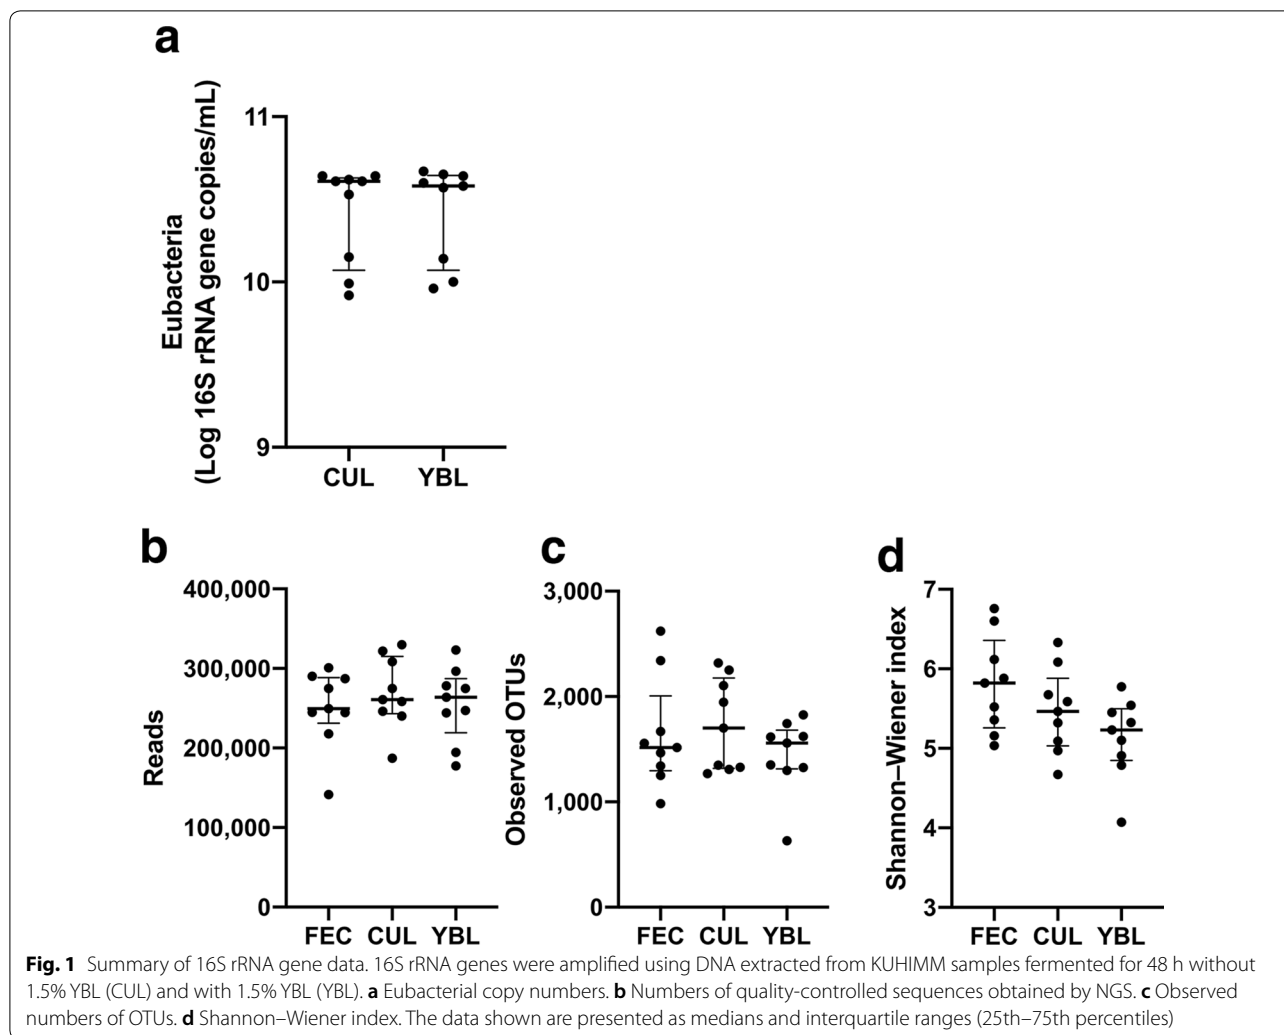 a
Eubacteria
(Log 16S rRNA gene copies/mL)
11
10
9
CUL YBL
b
Reads
400,000
300,000
200,000
100,000
0
FEC CUL YBL
c
Observed OTUs
3,000
2,000
1,000
0
FEC CUL YBL
d
Shannon–Wiener index
7
6
5
4
3
FEC CUL YBL
Fig. 1 Summary of 16S rRNA gene data. 16S rRNA genes were amplified using DNA extracted from KUHIMM samples fermented for 48 h without
1.5% YBL (CUL) and with 1.5% YBL (YBL). a Eubacterial copy numbers. b Numbers of quality-controlled sequences obtained by NGS. c Observed
numbers of OTUs. d Shannon–Wiener index. The data shown are presented as medians and interquartile ranges (25th–75th percentiles)